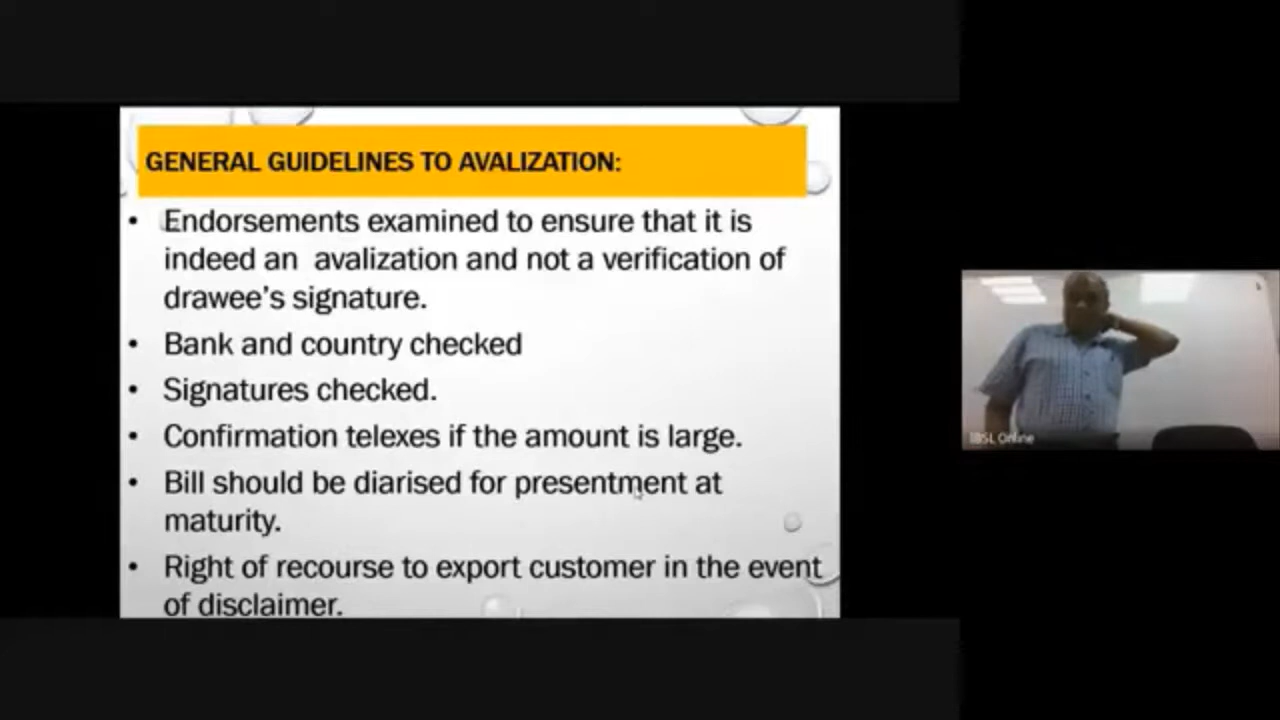 GENERAL GUIDELINES TO AVALIZATION:
• Endorsements examined to ensure that it is
indeed an avalization and not a verification of
drawee's signature.
• Bank and country checked
• Signatures checked.
• Confirmation telexes if the amount is large.
• Bill should be diarised for presentment at
maturity.
• Right of recourse to export customer in the event
of disclaimer.
IBSL Online